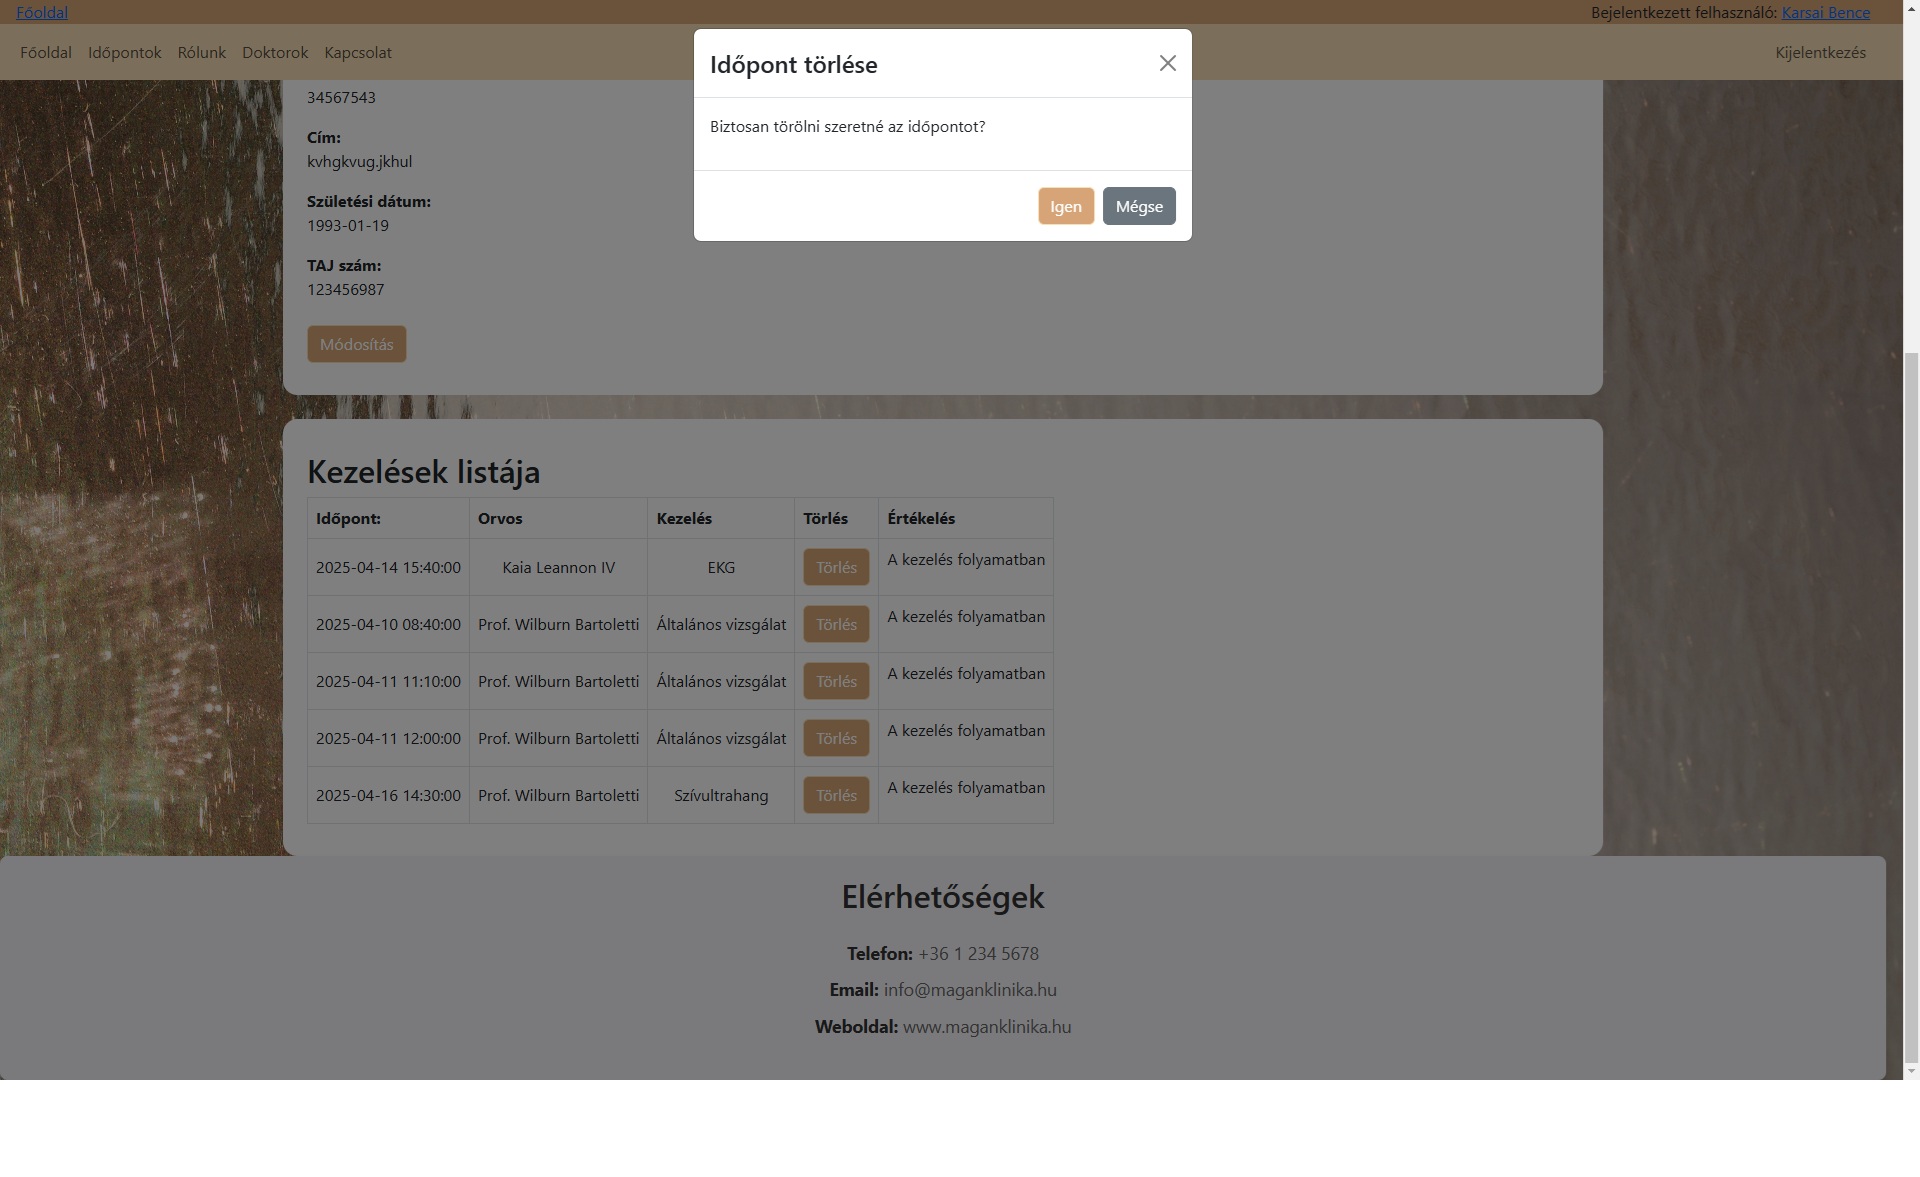 Főoldal
Bejelentkezett felhasználó: Karsai Bence
Főoldal Időpontok Rólunk Doktorok Kapcsolat
Kijelentkezés
Időpont törlése
Biztosan törölni szeretné az időpontot?
Igen Mégse
34567543
Cím:
kvhgkvug.jkhul
Születési dátum:
1993-01-19
TAJ szám:
123456987
Módosítás
Kezelések listája
Időpont: Orvos Kezelés Törlés Értékelés
2025-04-14 15:40:00 Kaia Leannon IV EKG Törlés A kezelés folyamatban
2025-04-10 08:40:00 Prof. Wilburn Bartoletti Általános vizsgálat Törlés A kezelés folyamatban
2025-04-11 11:10:00 Prof. Wilburn Bartoletti Általános vizsgálat Törlés A kezelés folyamatban
2025-04-11 12:00:00 Prof. Wilburn Bartoletti Általános vizsgálat Törlés A kezelés folyamatban
2025-04-16 14:30:00 Prof. Wilburn Bartoletti Szívultrahang Törlés A kezelés folyamatban
Elérhetőségek
Telefon: +36 1 234 5678
Email: info@maganklinika.hu
Weboldal: www.maganklinika.hu